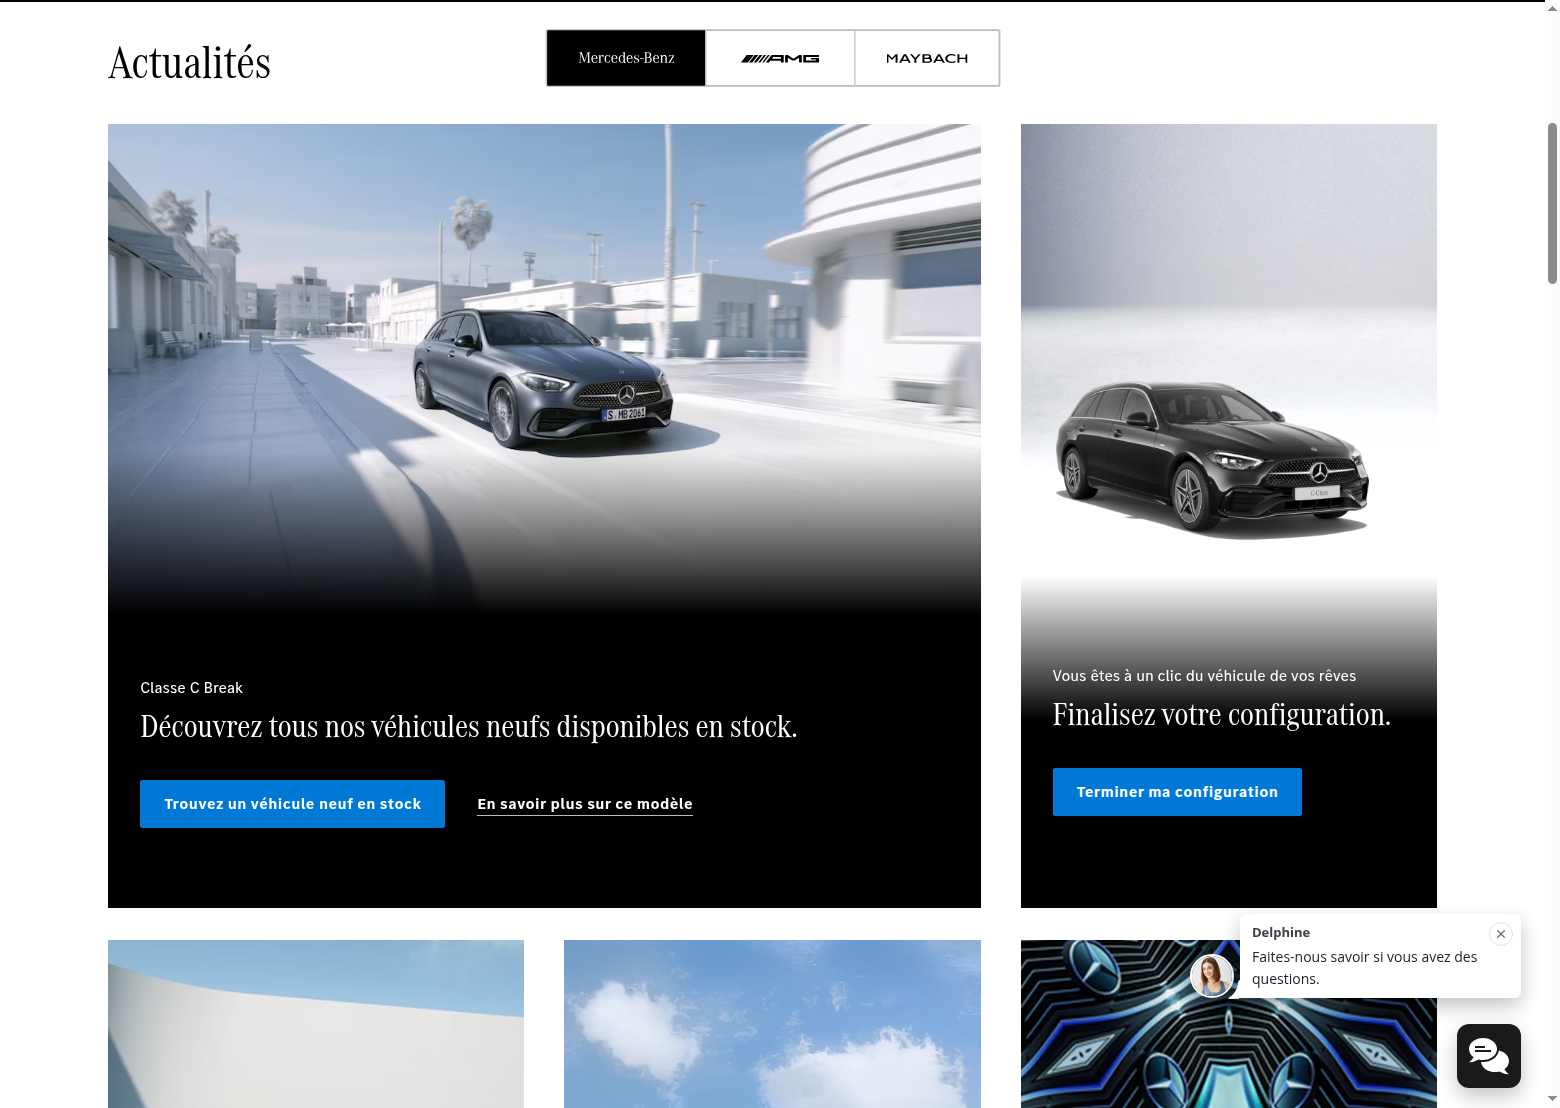 Actualités
Mercedes-Benz
AMG
MAYBACH
S MB 2061
C-Class
Classe C Break
Découvrez tous nos véhicules neufs disponibles en stock.
Trouvez un véhicule neuf en stock
En savoir plus sur ce modèle
Vous êtes à un clic du véhicule de vos rêves
Finalisez votre configuration.
Terminer ma configuration
Delphine
Faites-nous savoir si vous avez des
questions.